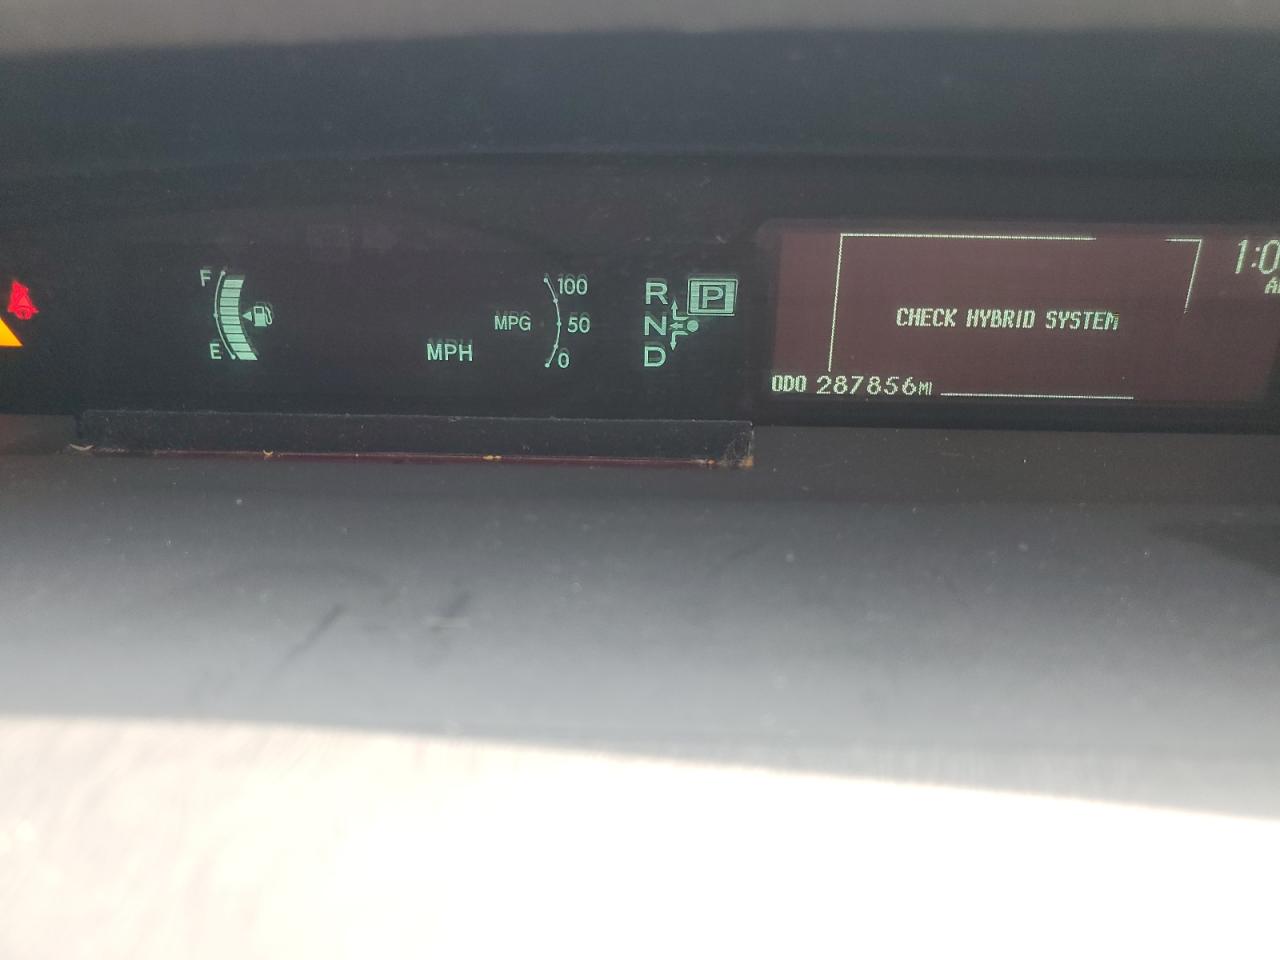 F
E
MPH
MPG
100
50
0
R
P
N
D
CHECK HYBRID SYSTEM
ODO 287856MI